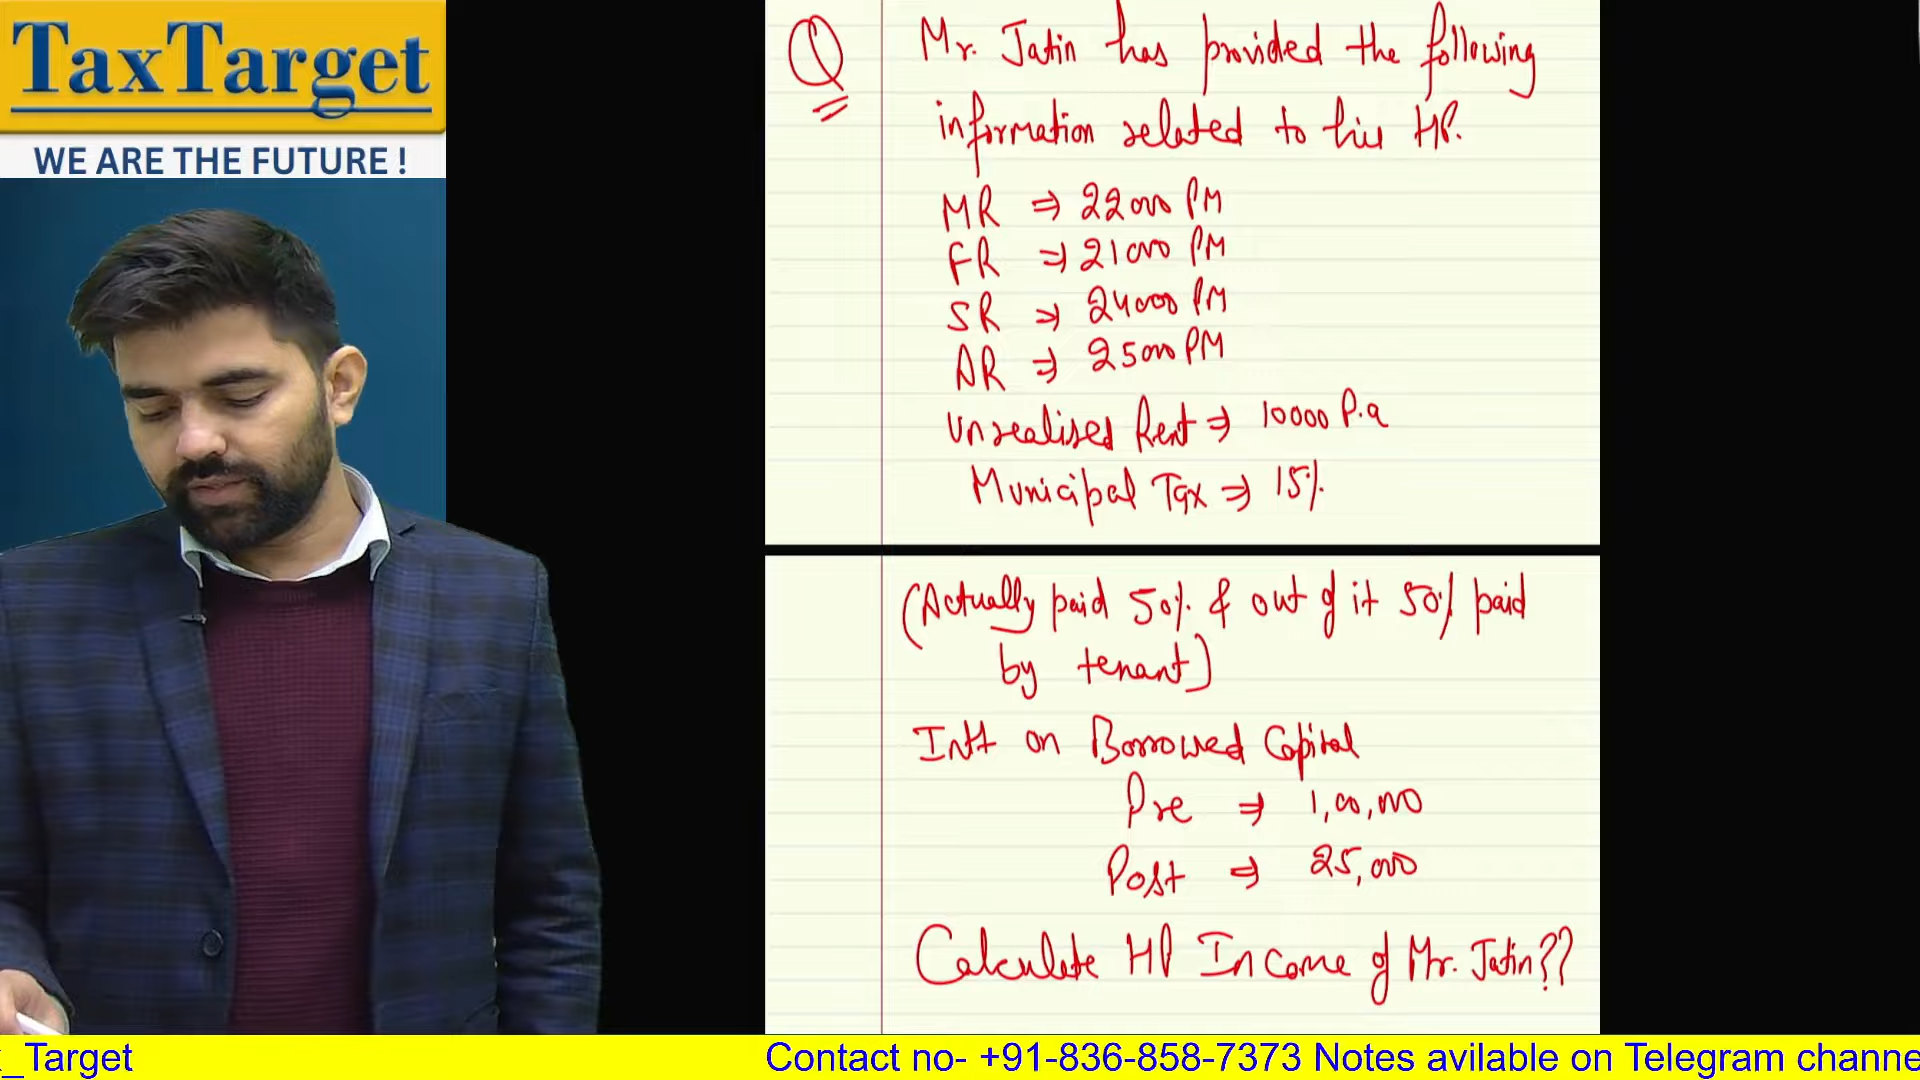 TaxTarget
WE ARE THE FUTURE !
Q
Mr. Jatin has provided the following
information related to his HP.
MR ⇒ 22000 PM
FR ⇒ 21000 PM
SR ⇒ 24000 PM
AR ⇒ 25000 PM
Unrealised Rent ⇒ 10000 P.a
Municipal Tax ⇒ 15%
(Actually paid 50% & out of it 50% paid
by tenant)
Intt on Borrowed Capital
Pre ⇒ 1,00,000
Post ⇒ 25,000
Calculate HP Income of Mr. Jatin??
_Target
Contact no- +91-836-858-7373 Notes avilable on Telegram channe